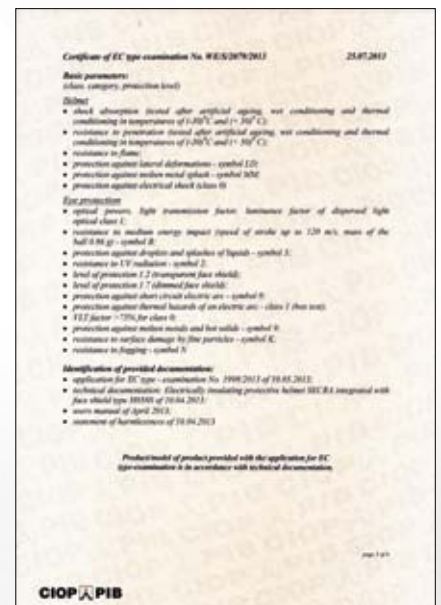 Certificate of EC type-examination No. WE/S/2079/2013 25.07.2013
Basic parameters:
(class, category, protection level)
Helmet
• shock absorption (tested after artificial ageing, wet conditioning and thermal
conditioning in temperatures of (-30)°C and (+ 50)°C);
• resistance to penetration (tested after artificial ageing, wet conditioning and thermal
conditioning in temperatures of (-30)°C and (+ 50)°C);
• resistance to flame;
• protection against lateral deformations - symbol LD;
• protection against molten metal splash - symbol MM;
• protection against electrical shock (class 0)
Eye protection
• optical powers, light transmission factor, luminance factor of dispersed light
optical class 1;
• resistance to medium energy impact (speed of stroke up to 120 m/s, mass of the
ball 0.86 g) - symbol B;
• protection against droplets and splashes of liquids - symbol 3;
• resistance to UV radiation - symbol 2;
• level of protection 1.2 (transparent face shield);
• level of protection 1.7 (dimmed face shield);
• protection against short circuit electric arc - symbol 8;
• protection against thermal hazards of an electric arc - class 1 (box test);
• VLT factor >75% for class 0;
• protection against molten metals and hot solids - symbol 9;
• resistance to surface damage by fine particles - symbol K;
• resistance to fogging - symbol N
Identification of provided documentation:
• application for EC type - examination No. 1998/2013 of 10.05.2013;
• technical documentation: Electrically insulating protective helmet SECRA integrated with
face shield type of 10.04.2013;
• users manual of April 2013;
• statement of harmlessness of 10.04.2013
Product/model of product provided with the application for EC
type-examination is in accordance with technical documentation.
page
CIOP PIB